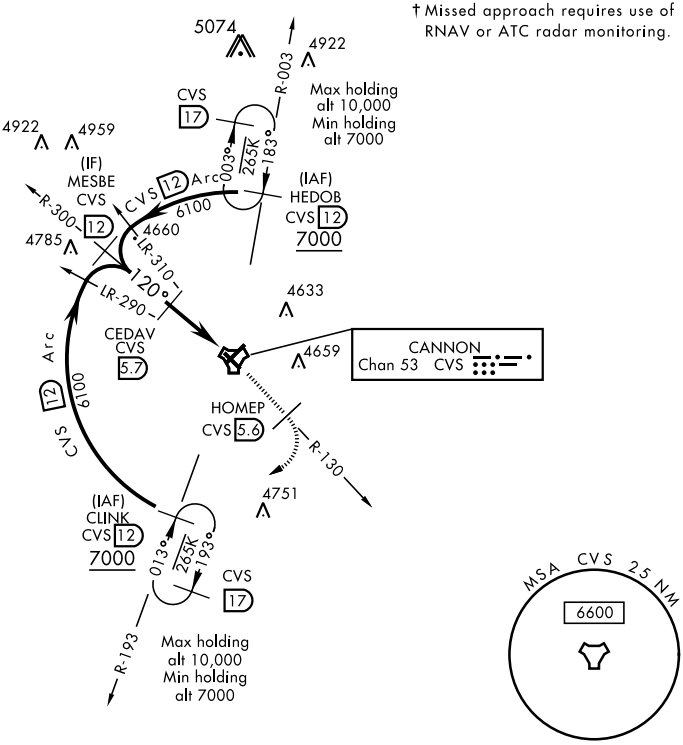 † Missed approach requires use of
RNAV or ATC radar monitoring.
5074
4922
R-003
CVS
17
Max holding
alt 10,000
Min holding
alt 7000
4922
4959
003°
265K
183°
(IF)
MESBE
CVS
12
CVS 12 Arc
6100
(IAF)
HEDOB
CVS 12
7000
R-300
4785
4660
LR-310
120°
LR-290
4633
CEDAV
CVS
5.7
4659
CANNON
Chan 53 CVS
CVS 12 Arc
6100
HOMEP
CVS 5.6
R-130
4751
(IAF)
CLINK
CVS 12
7000
013°
265K
193°
CVS
17
R-193
Max holding
alt 10,000
Min holding
alt 7000
MSA CVS 25 NM
6600